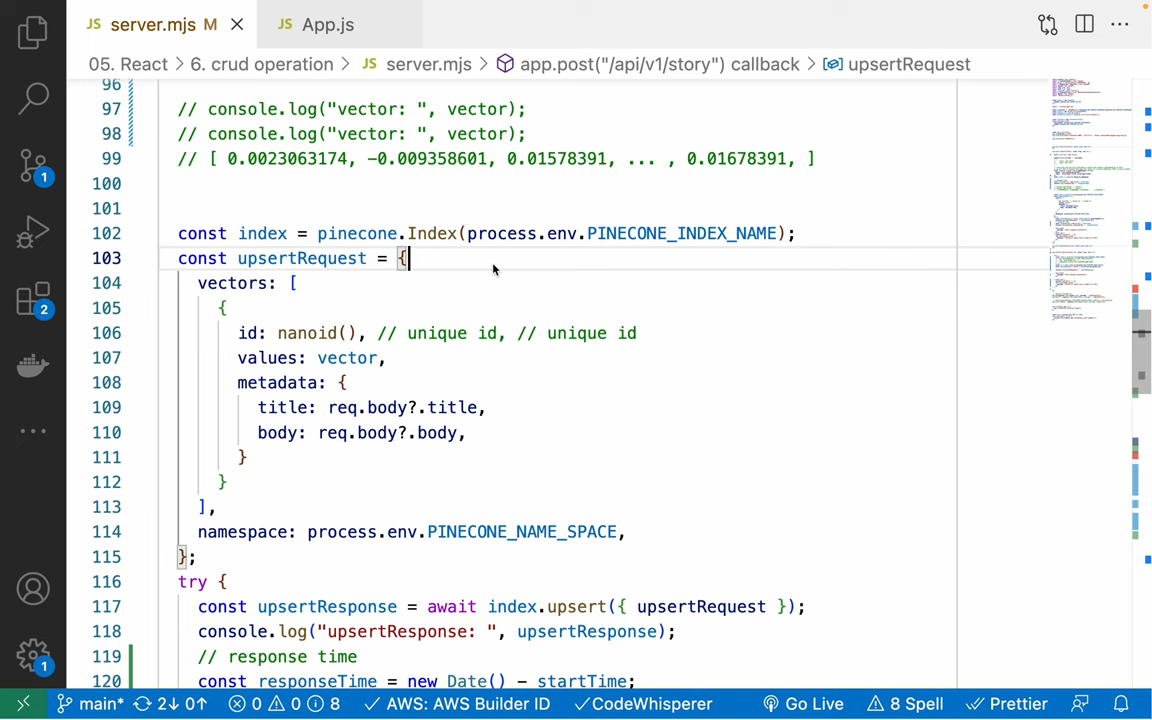 JS server.mjs M
JS App.js
05. React > 6. crud operation > JS server.mjs > app.post("/api/v1/story") callback > upsertRequest
96
97 // console.log("vector: ", vector);
98 // console.log("vector: ", vector);
99 // [ 0.0023063174, -0.009358601, 0.01578391, ... , 0.01678391, ]
100
101
102 const index = pinecone.Index(process.env.PINECONE_INDEX_NAME);
103 const upsertRequest = {
104 vectors: [
105 {
106 id: nanoid(), // unique id, // unique id
107 values: vector,
108 metadata: {
109 title: req.body?.title,
110 body: req.body?.body,
111 }
112 }
113 ],
114 namespace: process.env.PINECONE_NAME_SPACE,
115 };
116 try {
117 const upsertResponse = await index.upsert({ upsertRequest });
118 console.log("upsertResponse: ", upsertResponse);
119 // response time
120 const responseTime = new Date() - startTime;
1
2
1
main* 2↓ 0↑ 0 0 8 AWS: AWS Builder ID CodeWhisperer Go Live 8 Spell Prettier